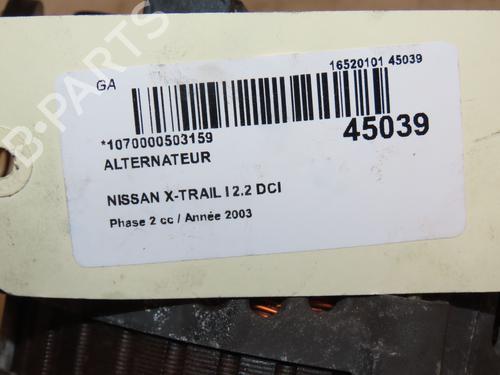 B-PARTS
GA
16520101 45039
*1070000503159
45039
ALTERNATEUR
NISSAN X-TRAIL I 2.2 DCI
Phase 2 cc / Année 2003